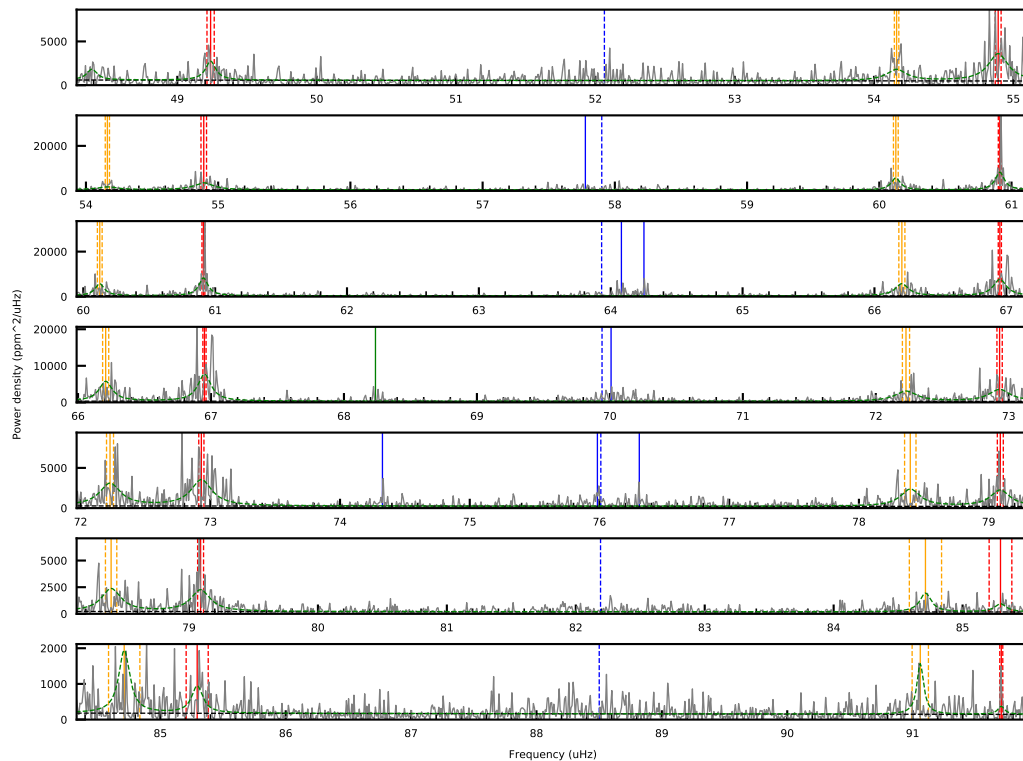 5000
0
49 50 51 52 53 54 55
20000
0
54 55 56 57 58 59 60 61
20000
0
60 61 62 63 64 65 66 67
20000
10000
0
66 67 68 69 70 71 72 73
5000
0
72 73 74 75 76 77 78 79
5000
2500
0
79 80 81 82 83 84 85
2000
1000
0
85 86 87 88 89 90 91
Power density (ppm^2/uHz)
Frequency (uHz)